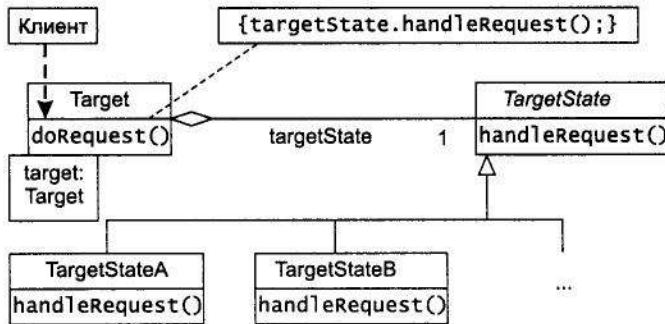 Клиент
{targetState.handleRequest();}
Target
doRequest()
target:
Target
targetState
1
TargetState
handleRequest()
TargetStateA
handleRequest()
TargetStateB
handleRequest()
...